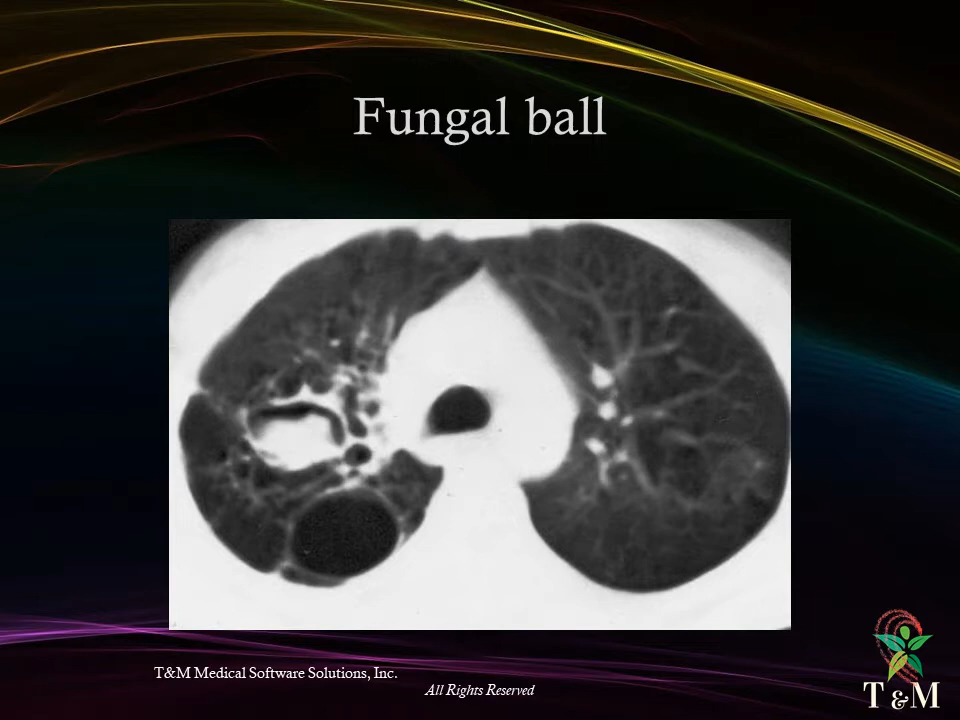 Fungal ball
T&M Medical Software Solutions, Inc.
All Rights Reserved
T & M